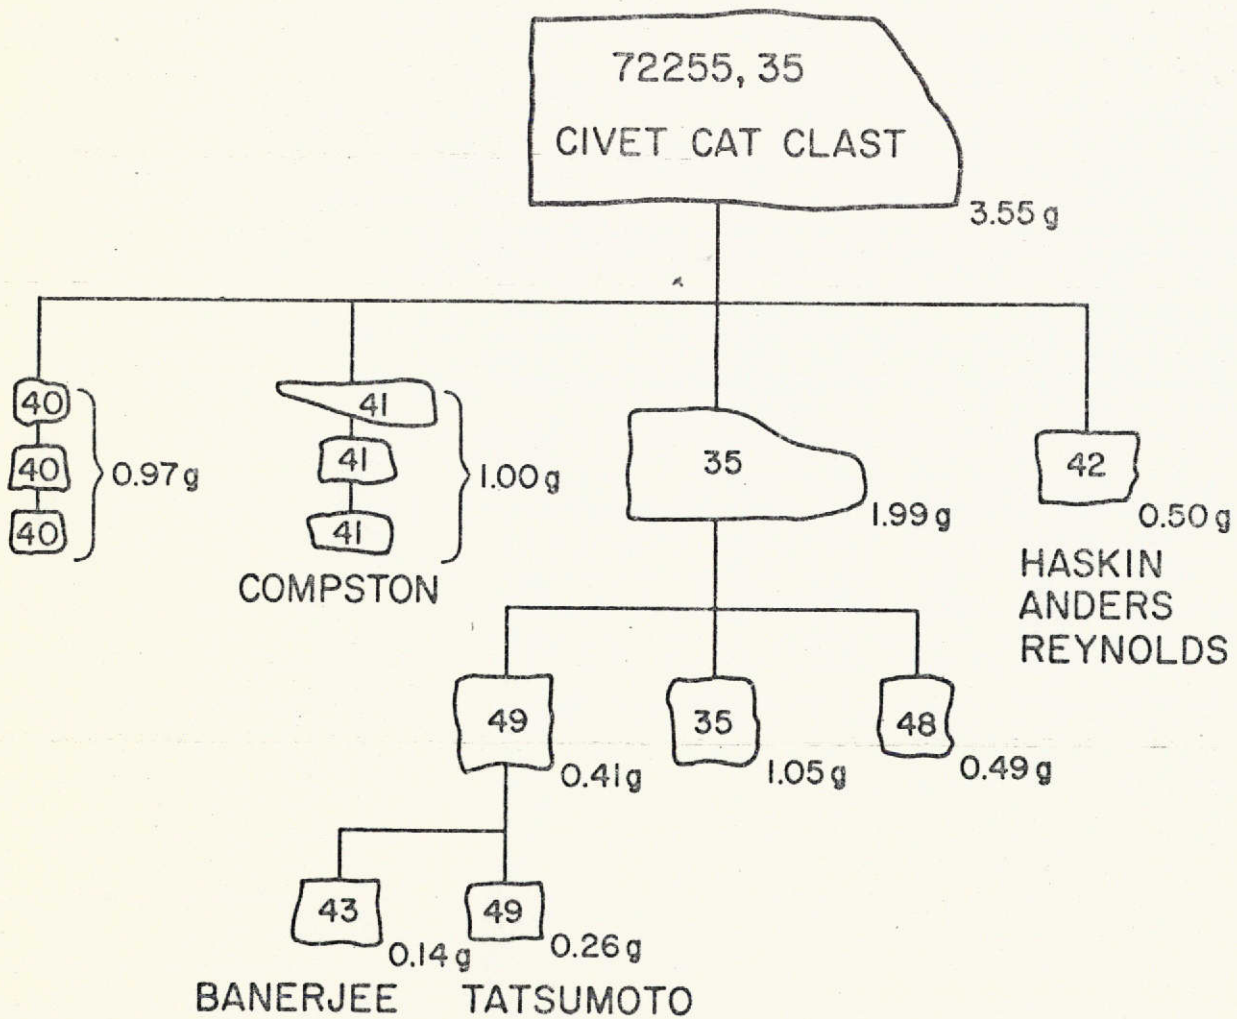 72255, 35
CIVET CAT CLAST
3.55 g
40
40
40
0.97 g
41
41
41
1.00 g
COMPSTON
35
1.99 g
42
0.50 g
HASKIN
ANDERS
REYNOLDS
49
0.41 g
35
1.05 g
48
0.49 g
43
0.14 g
BANERJEE
49
0.26 g
TATSUMOTO